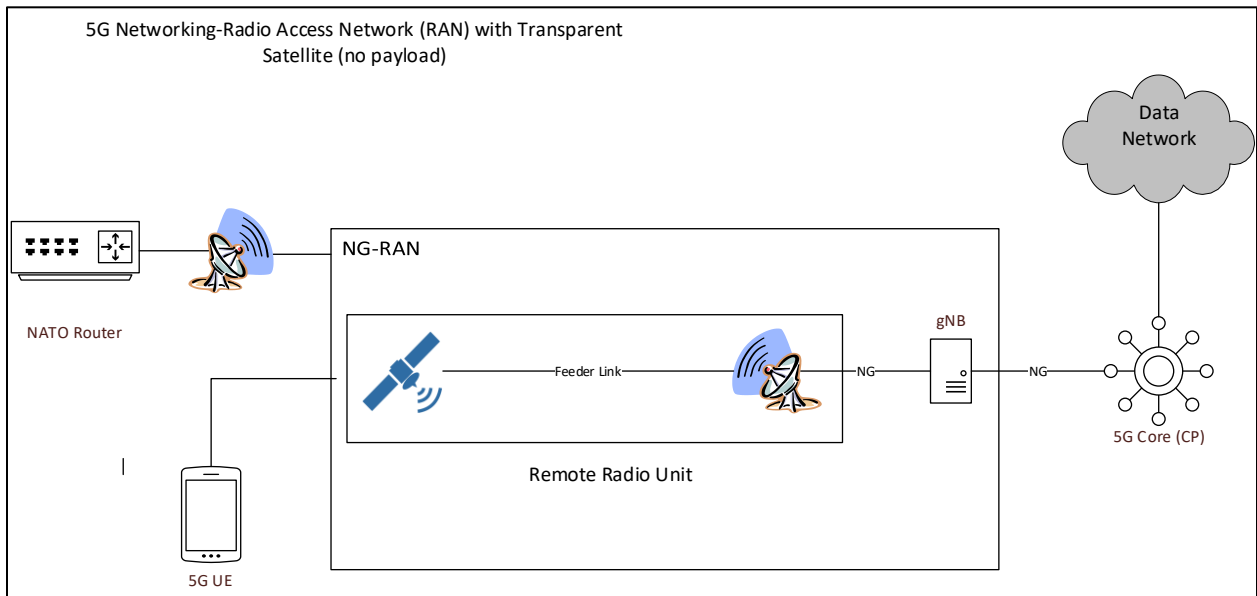 5G Networking-Radio Access Network (RAN) with Transparent
Satellite (no payload)
Data
Network
NG-RAN
NATO Router
gNB
Feeder Link
NG
NG
5G Core (CP)
Remote Radio Unit
5G UE